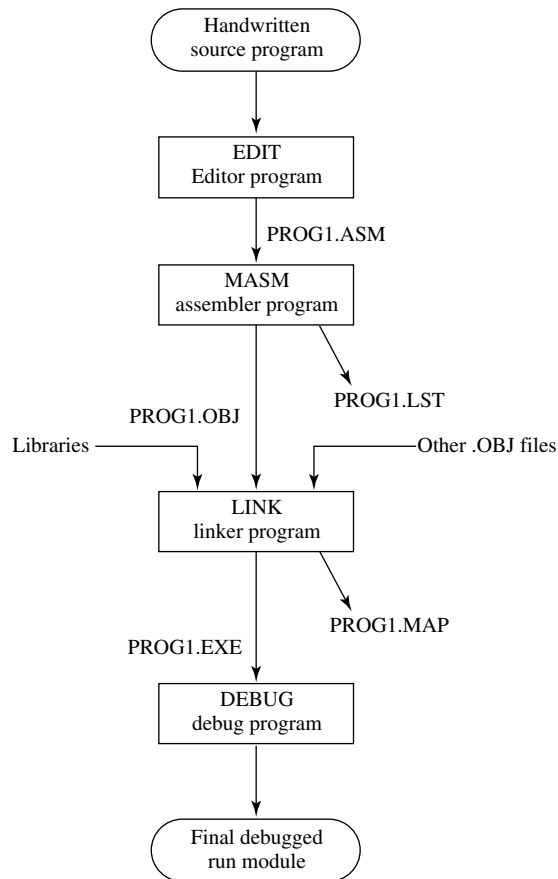 Handwritten
source program
EDIT
Editor program
PROG1.ASM
MASM
assembler program
PROG1.LST
PROG1.OBJ
Libraries
Other .OBJ files
LINK
linker program
PROG1.MAP
PROG1.EXE
DEBUG
debug program
Final debugged
run module